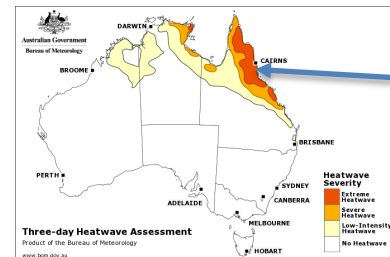 Australian Government
Bureau of Meteorology
DARWIN
BROOME
CAIRNS
BRISBANE
PERTH
ADELAIDE
SYDNEY
CANBERRA
MELBOURNE
HOBART
Heatwave
Severity
Extreme
Heatwave
Severe
Heatwave
Low-Intensity
Heatwave
No Heatwave
Three-day Heatwave Assessment
Product of the Bureau of Meteorology
www.bom.gov.au